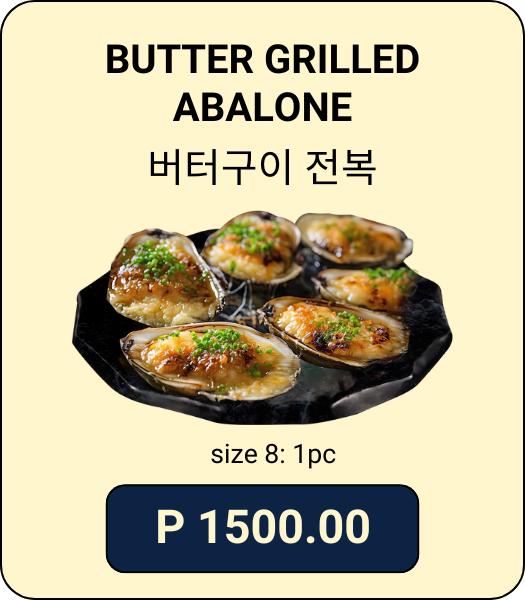 BUTTER GRILLED
ABALONE
버터구이 전복
size 8: 1pc
P 1500.00